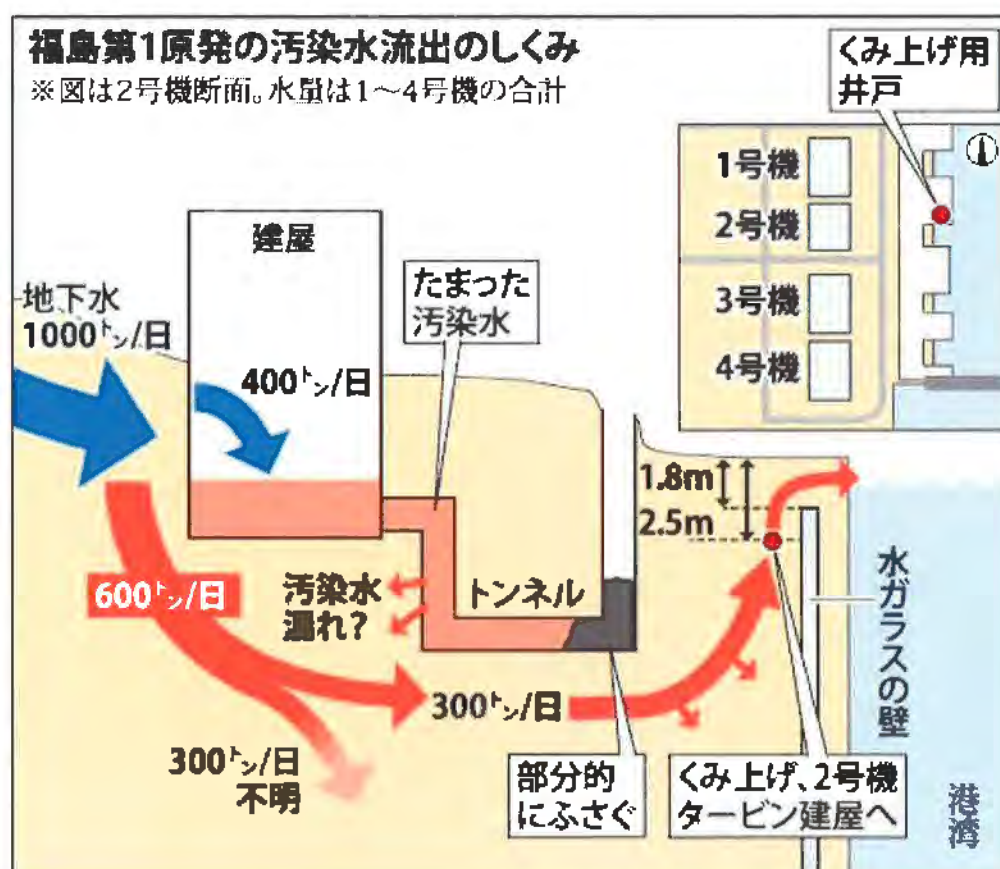 福島第1原発の汚染水流出のしくみ
※図は2号機断面。水量は1～4号機の合計
くみ上げ用
井戸
1号機
2号機
3号機
4号機
建屋
地下水
1000トン/日
400トン/日
たまった
汚染水
1.8m
2.5m
600トン/日
汚染水
漏れ?
トンネル
水ガラスの壁
300トン/日
300トン/日
不明
部分的
にふさぐ
くみ上げ、2号機
タービン建屋へ
港湾